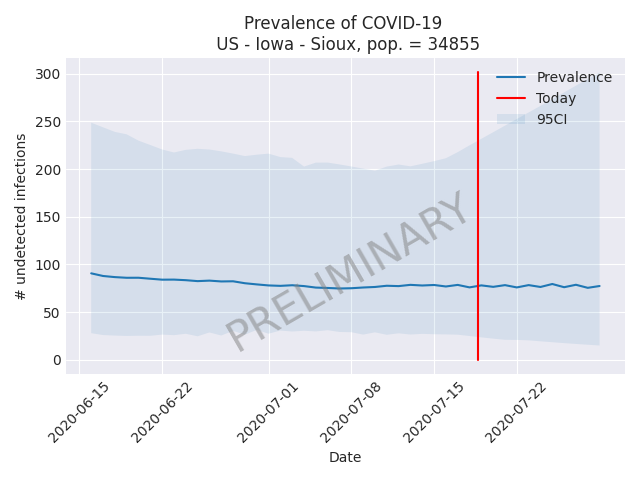 Prevalence of COVID-19
US - Iowa - Sioux, pop. = 34855
300
250
200
150
100
50
0
# undetected infections
Prevalence
Today
95CI
PRELIMINARY
2020-06-15
2020-06-22
2020-07-01
2020-07-08
2020-07-15
2020-07-22
Date